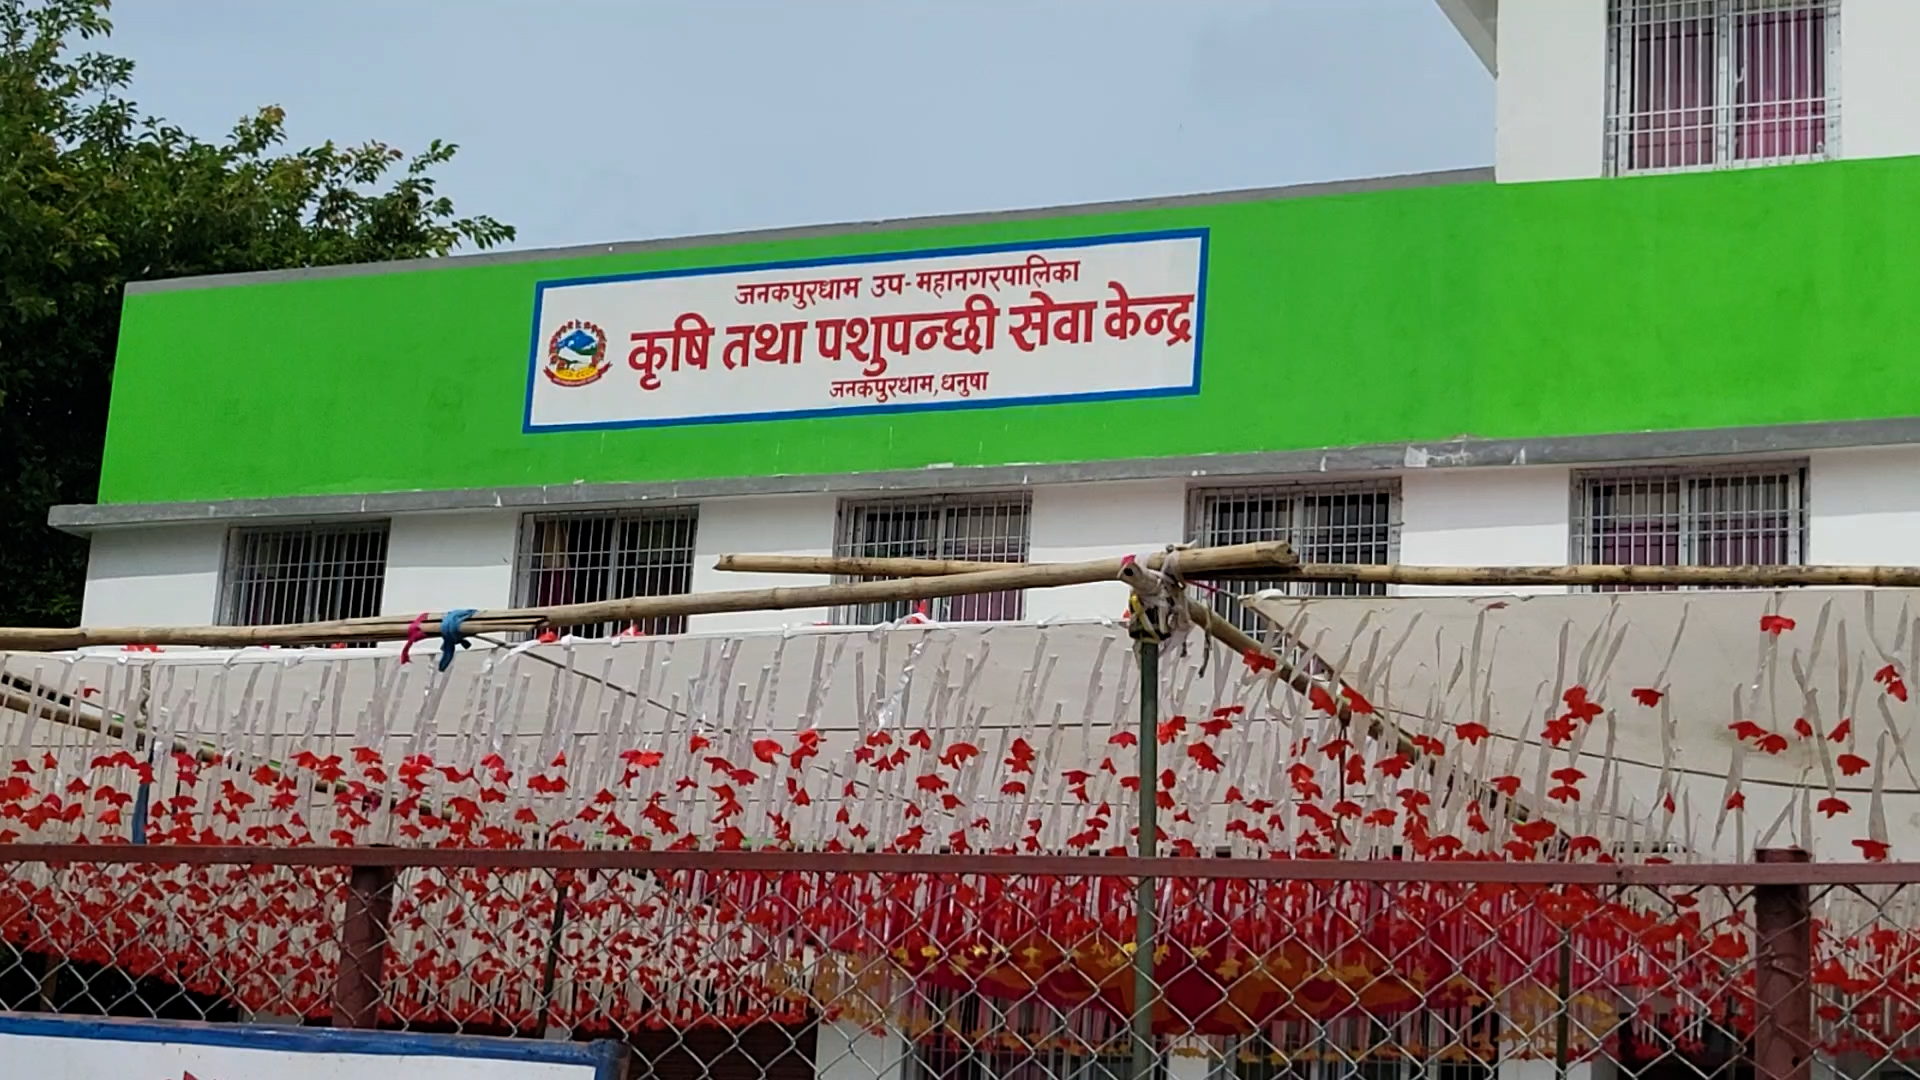 जनकपुरधाम उप-महानगरपालिका
कृषि तथा पशुपन्छी सेवा केन्द्र
जनकपुरधाम,धनुषा